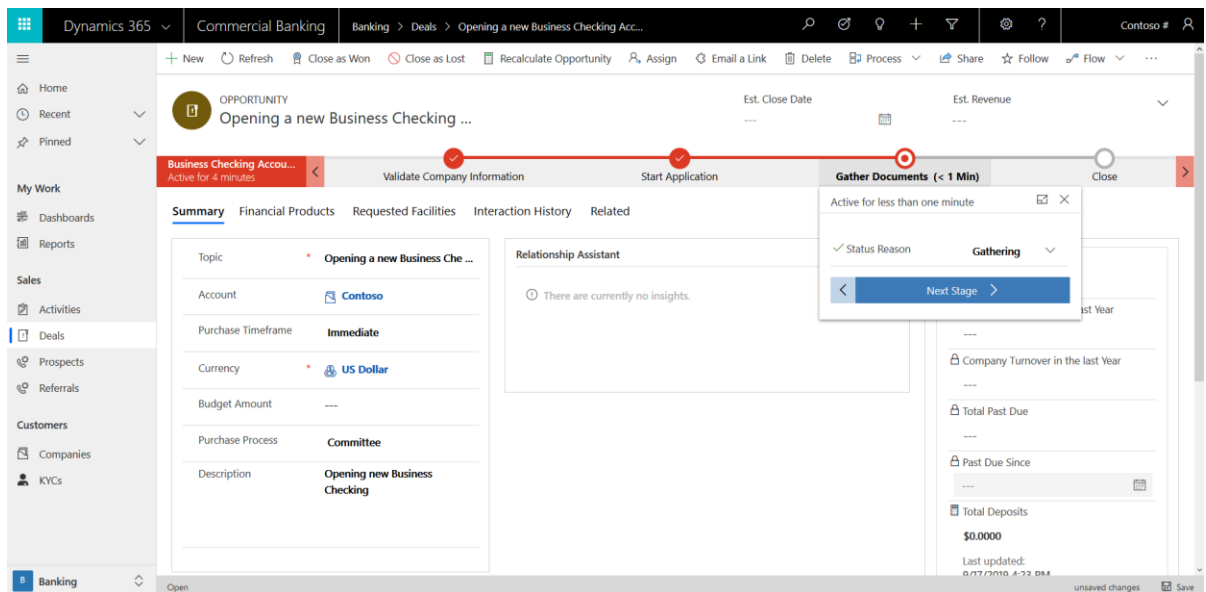 Dynamics 365 Commercial Banking Banking > Deals > Opening a new Business Checking Acc... ? Contoso #
+ New Refresh Close as Won Close as Lost Recalculate Opportunity Assign Email a Link Delete Process Share Follow Flow ...
Home
Recent
Pinned
My Work
Dashboards
Reports
Sales
Activities
Deals
Prospects
Referrals
Customers
Companies
KYCs
B Banking
OPPORTUNITY
Opening a new Business Checking ...
Est. Close Date
---
Est. Revenue
---
Business Checking Accou...
Active for 4 minutes
Validate Company Information
Start Application
Gather Documents (< 1 Min)
Close
Active for less than one minute
Status Reason Gathering
Next Stage
Summary Financial Products Requested Facilities Interaction History Related
Topic * Opening a new Business Che ...
Account Contoso
Purchase Timeframe Immediate
Currency * US Dollar
Budget Amount ---
Purchase Process Committee
Description Opening new Business
Checking
Relationship Assistant
There are currently no insights.
ast Year
---
Company Turnover in the last Year
---
Total Past Due
---
Past Due Since
---
Total Deposits
$0.0000
Last updated:
9/17/2019 4:23 PM
Open
unsaved changes Save